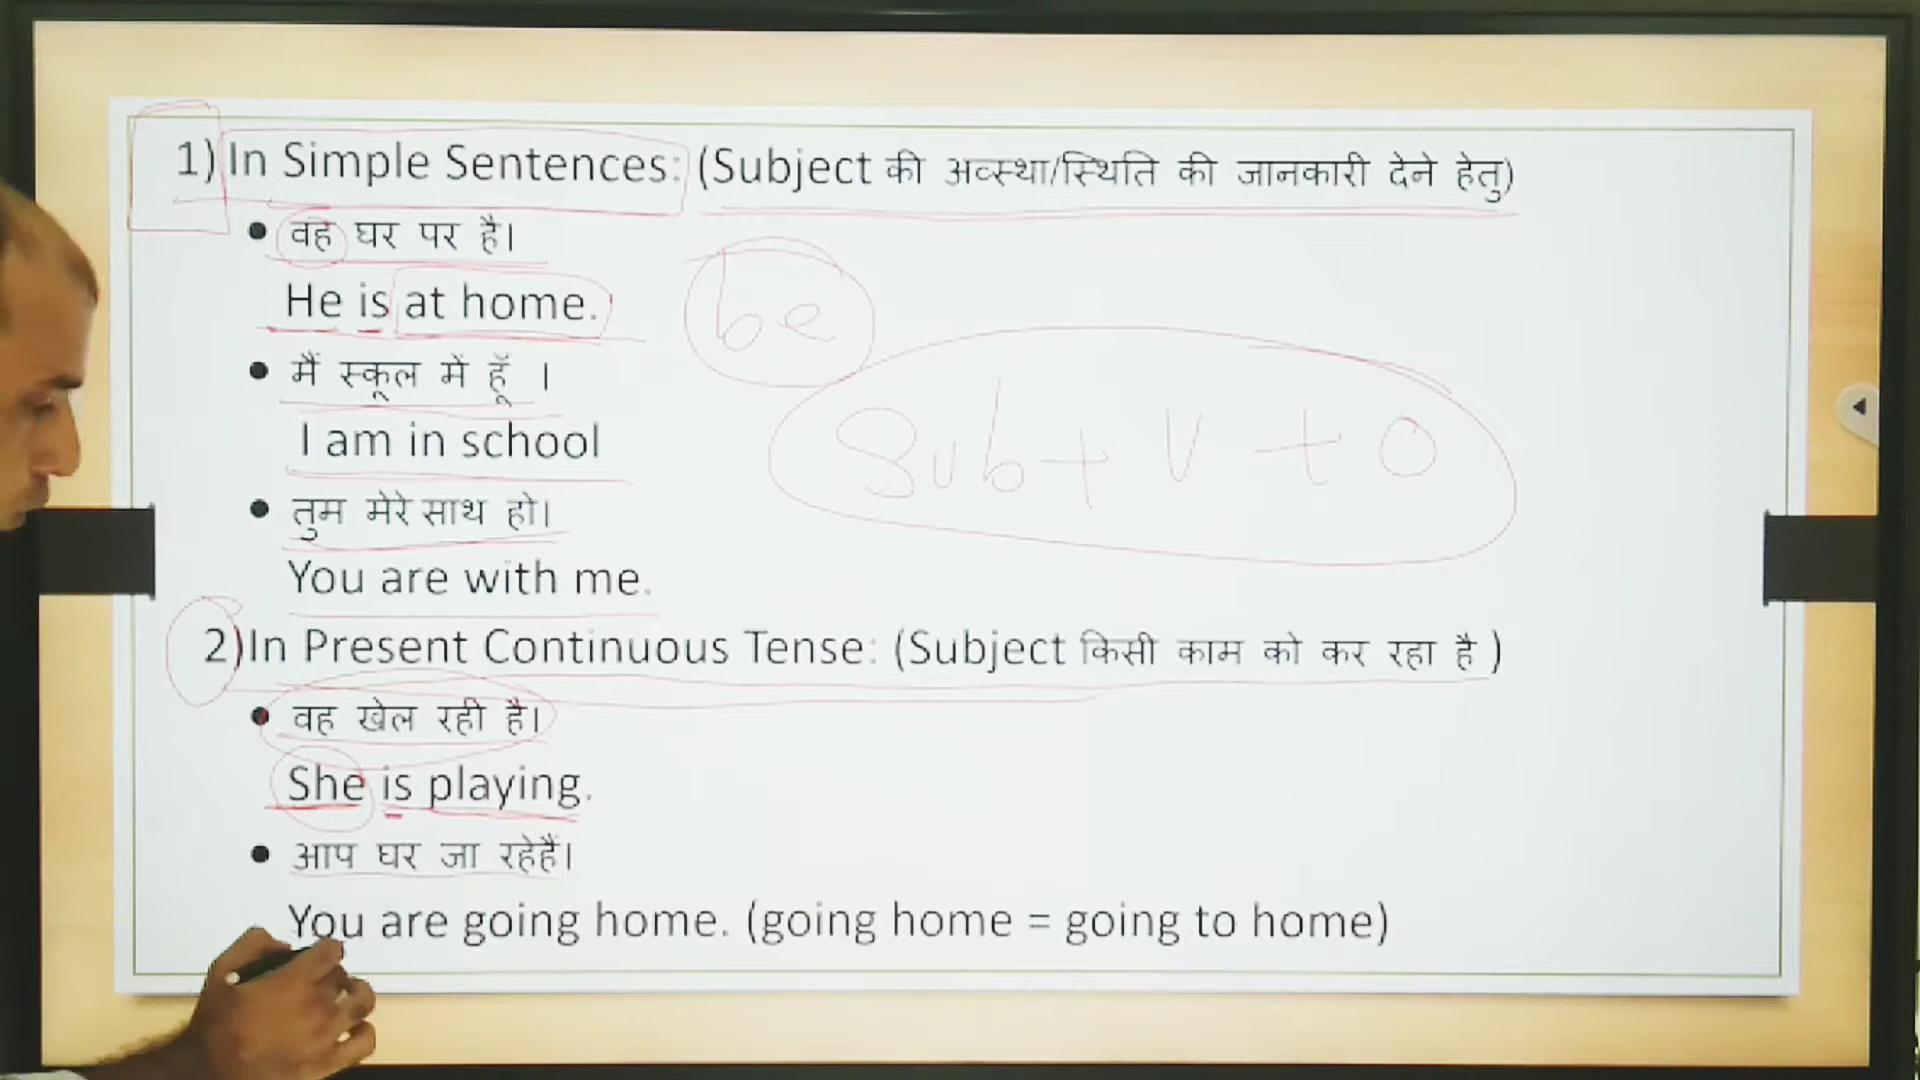 1) In Simple Sentences: (Subject की अव्स्था/स्थिति की जानकारी देने हेतु)
• वह घर पर है।
He is at home.
be
• मैं स्कूल में हूँ ।
I am in school
Sub + V + O
• तुम मेरे साथ हो।
You are with me.
2)In Present Continuous Tense: (Subject किसी काम को कर रहा है )
• वह खेल रही है।
She is playing.
• आप घर जा रहेहैं।
You are going home. (going home = going to home)